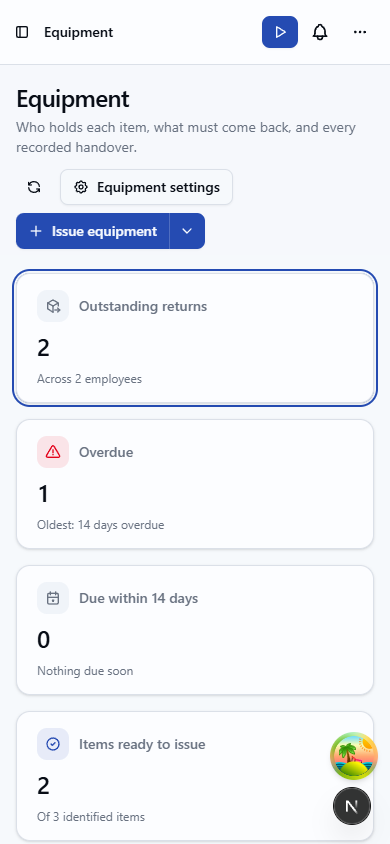 Equipment
Equipment
Who holds each item, what must come back, and every
recorded handover.
Equipment settings
Issue equipment
Outstanding returns
2
Across 2 employees
Overdue
1
Oldest: 14 days overdue
Due within 14 days
0
Nothing due soon
Items ready to issue
2
Of 3 identified items
N